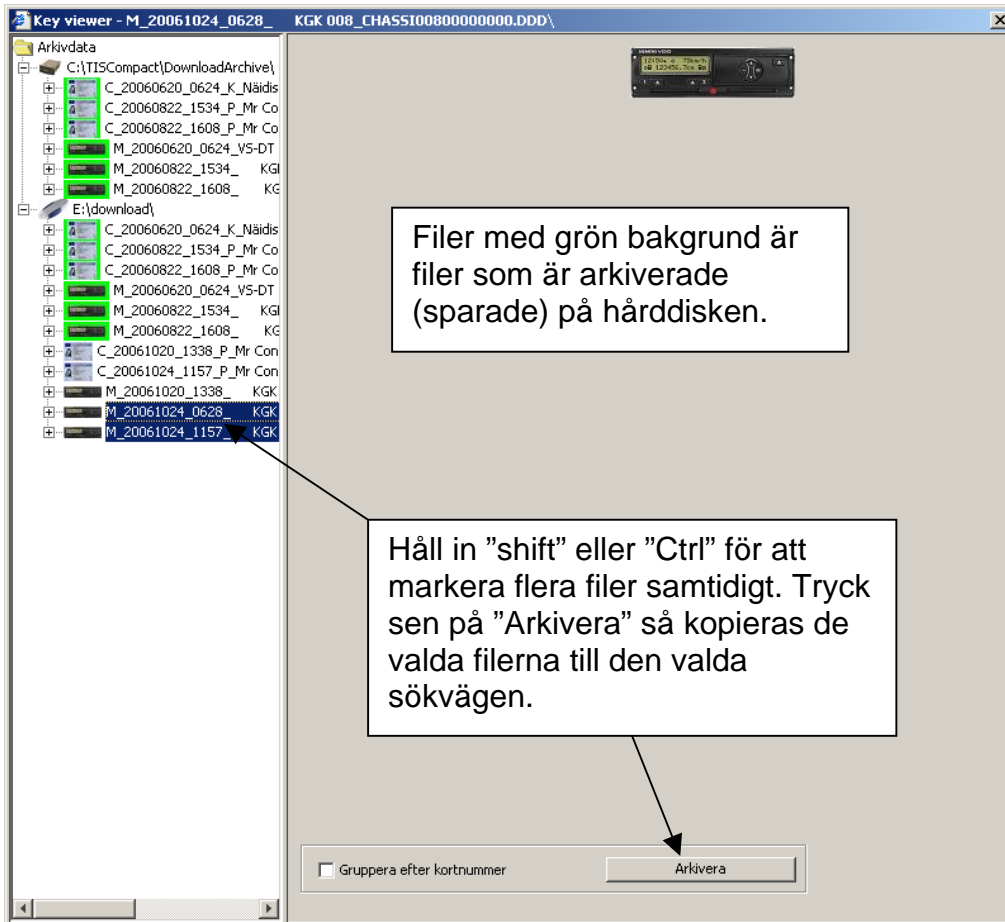 Key viewer - M_20061024_0628_ KGK 008_CHASSI00800000000.DDD\
Arkivdata
C:\TISCompact\DownloadArchive\
C_20060620_0624_K_Näidis
C_20060822_1534_P_Mr Co
C_20060822_1608_P_Mr Co
M_20060620_0624_VS-DT
M_20060822_1534_ KGI
M_20060822_1608_ KG
E:\download\
C_20060620_0624_K_Näidis
C_20060822_1534_P_Mr Co
C_20060822_1608_P_Mr Co
M_20060620_0624_VS-DT
M_20060822_1534_ KGI
M_20060822_1608_ KG
C_20061020_1338_P_Mr Con
C_20061024_1157_P_Mr Con
M_20061020_1338_ KGK
M_20061024_0628_ KGK
M_20061024_1157_ KGK
Filer med grön bakgrund är
filer som är arkiverade
(sparade) på hårddisken.
Håll in ”shift” eller ”Ctrl” för att
markera flera filer samtidigt. Tryck
sen på ”Arkivera” så kopieras de
valda filerna till den valda
sökvägen.
Gruppera efter kortnummer
Arkivera